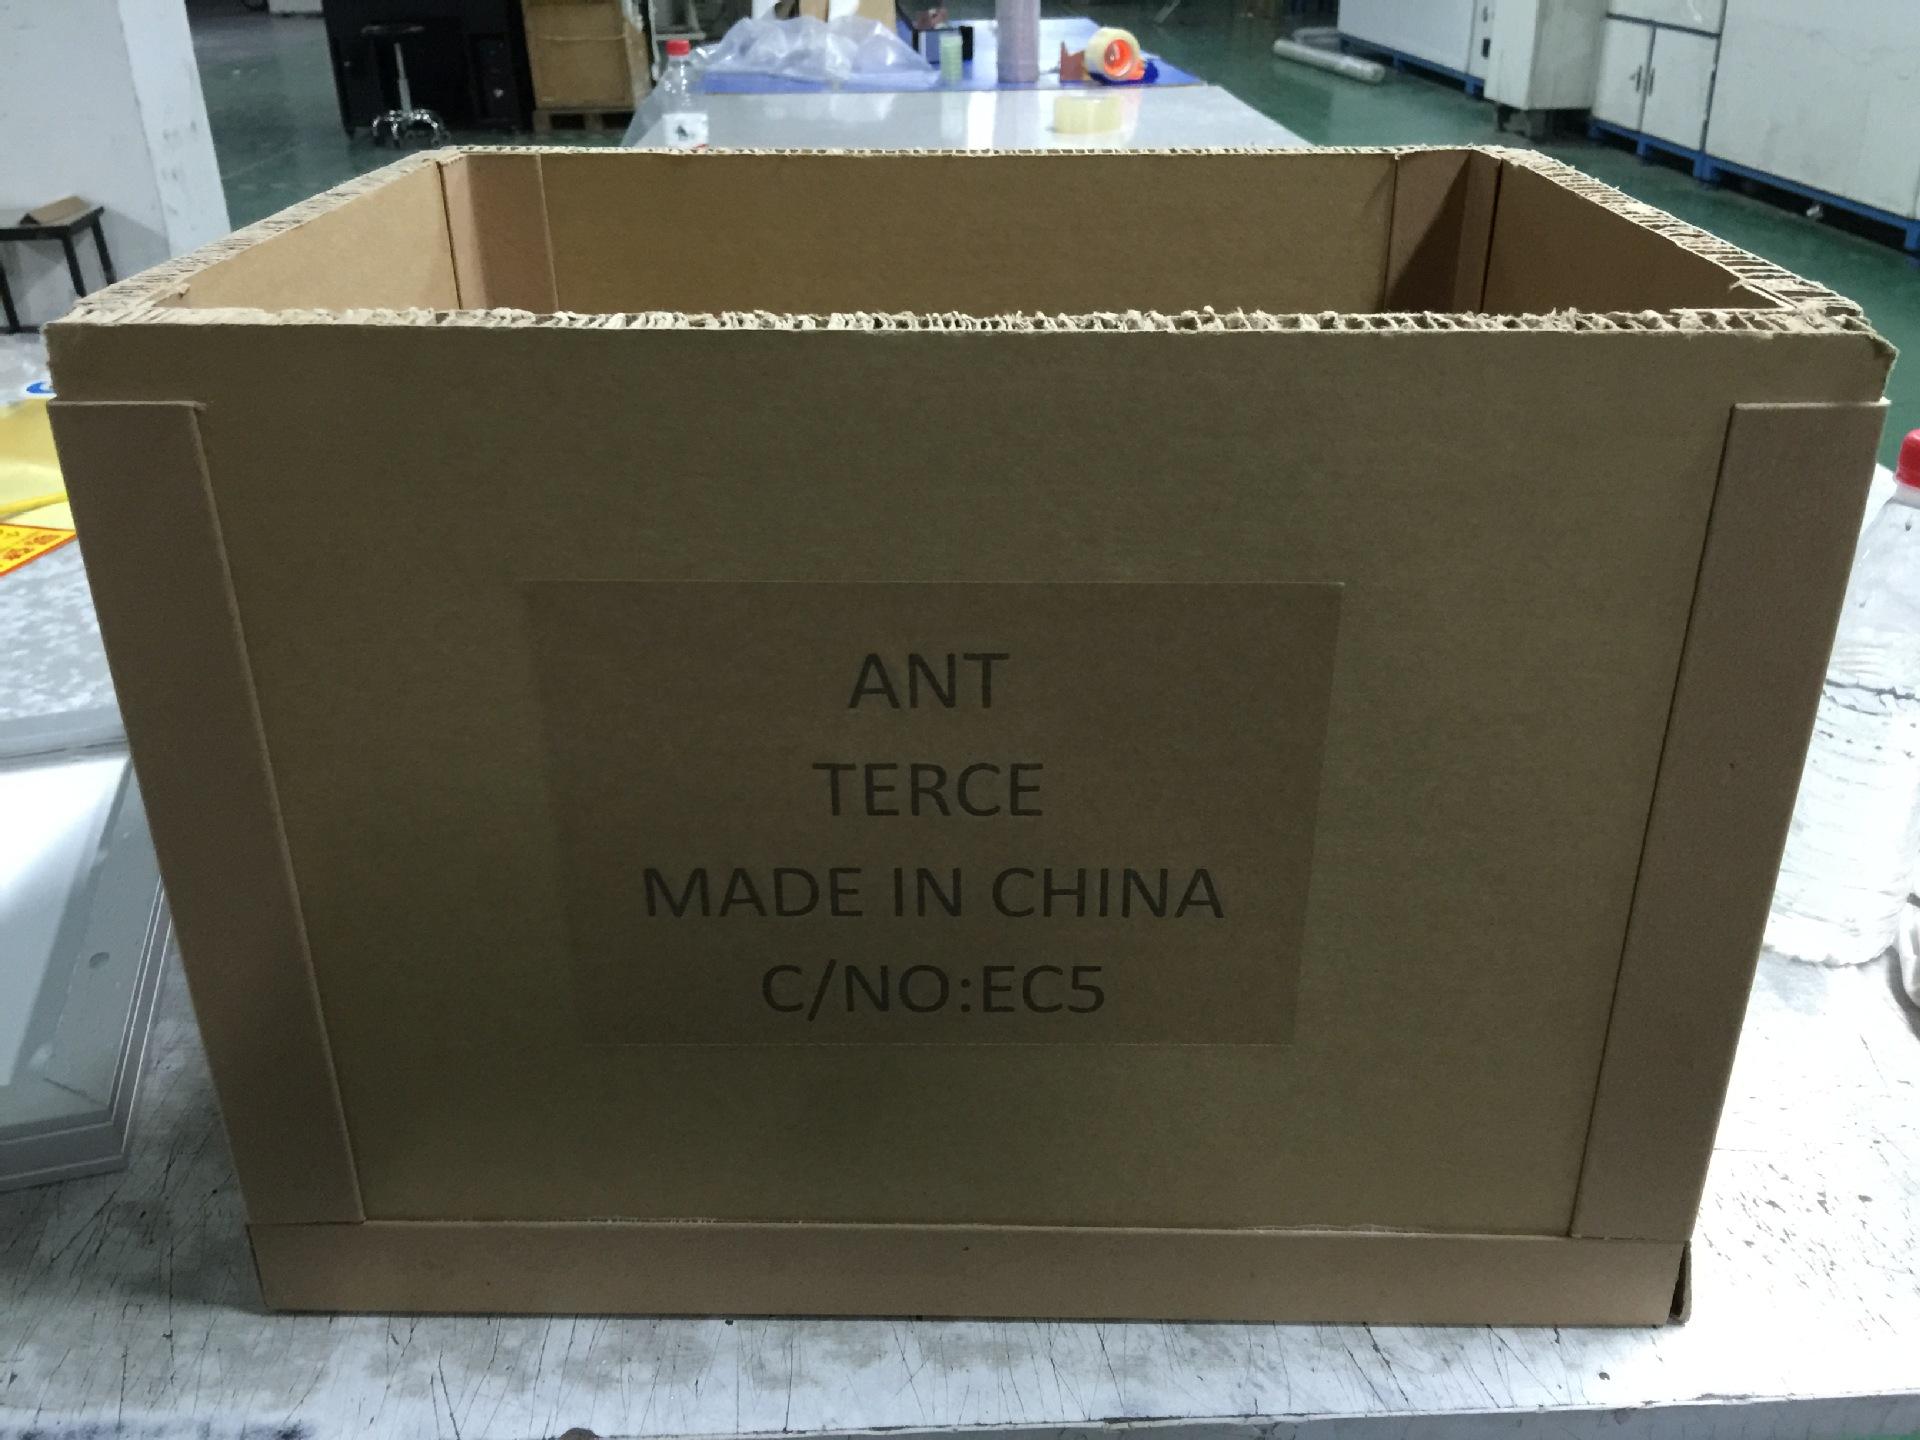 ANT
TERCE
MADE IN CHINA
C/NO:EC5